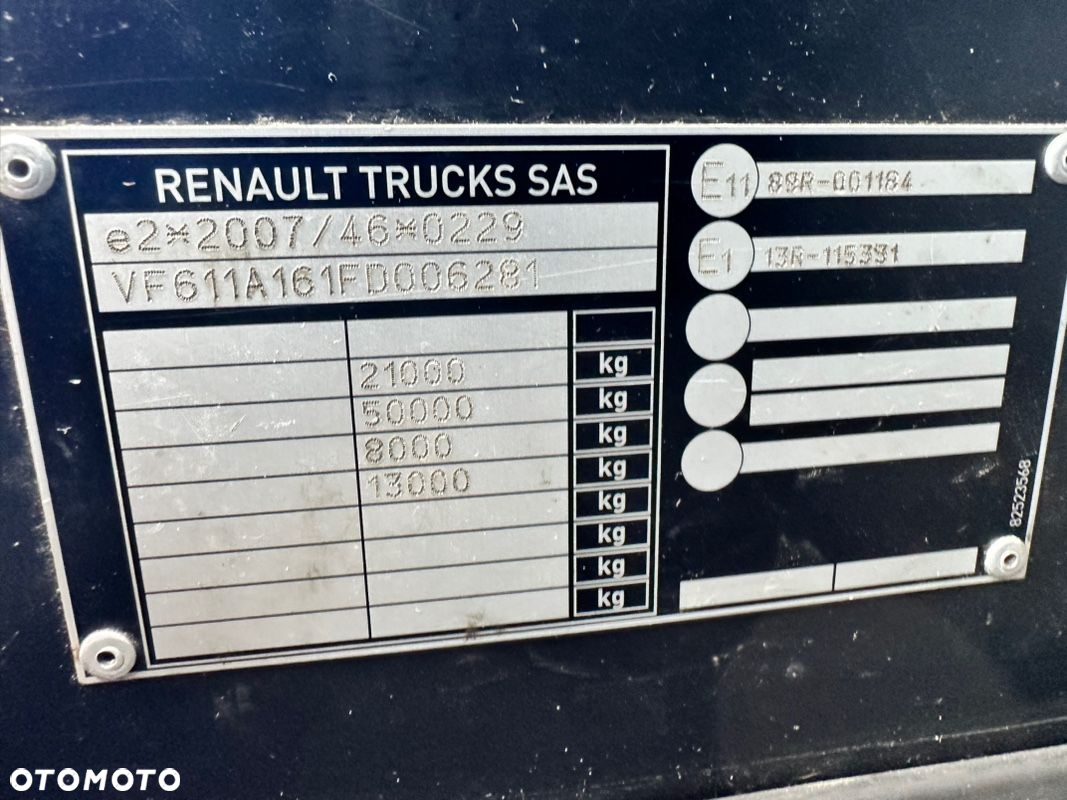 RENAULT TRUCKS SAS
e2*2007/46*0229
VF611A161FD006281
21000 kg
50000 kg
8000 kg
13000 kg
kg
kg
kg
kg
E11 89R-001184
E1 13R-115391
82523568
OTOMOTO